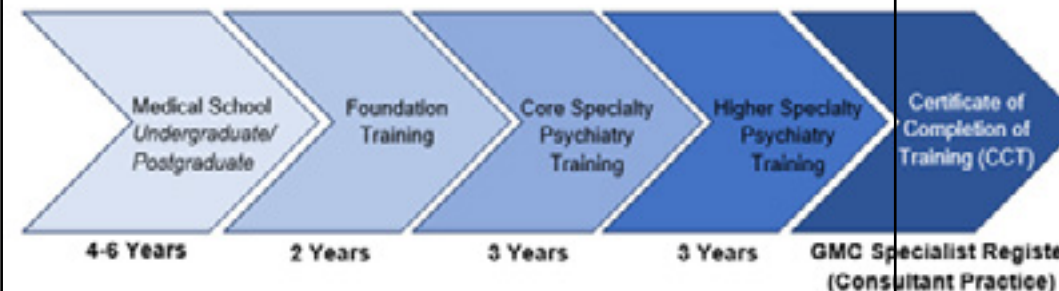 Medical School
Undergraduate/
Postgraduate
Foundation
Training
Core Specialty
Psychiatry
Training
Higher Specialty
Psychiatry
Training
Certificate of
Completion of
Training (CCT)
4-6 Years
2 Years
3 Years
3 Years
GMC Specialist Registe
(Consultant Practice)